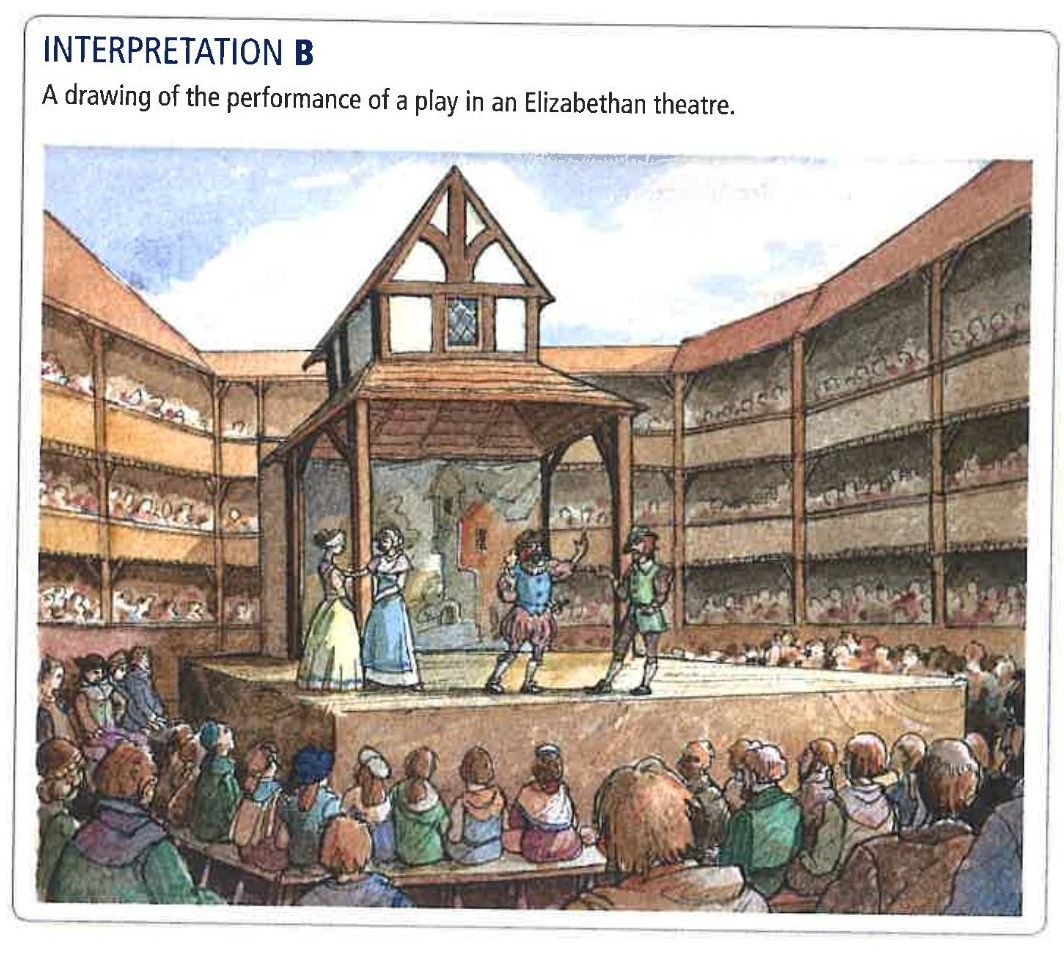 INTERPRETATION B
A drawing of the performance of a play in an Elizabethan theatre.